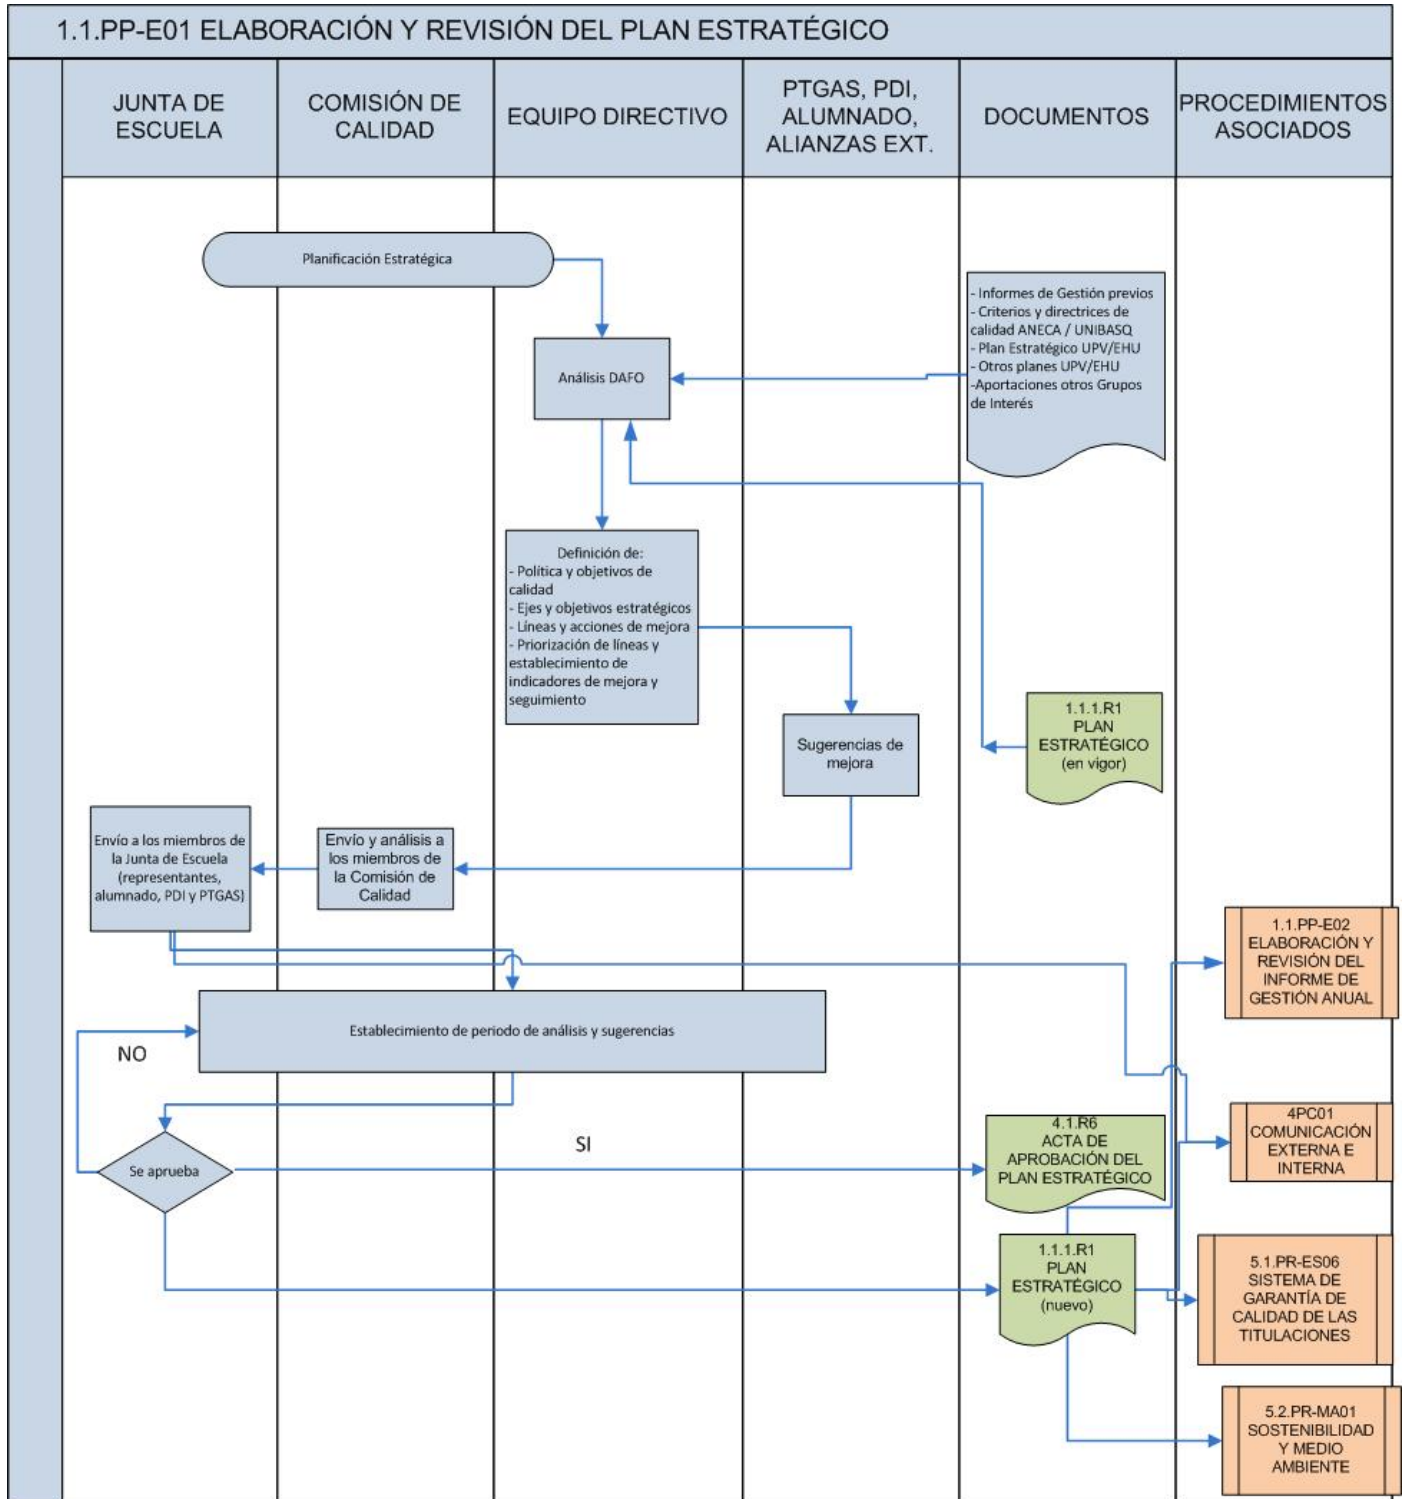 1.1.PP-E01 ELABORACIÓN Y REVISIÓN DEL PLAN ESTRATÉGICO
JUNTA DE
ESCUELA
COMISIÓN DE
CALIDAD
EQUIPO DIRECTIVO
PTGAS, PDI,
ALUMNADO,
ALIANZAS EXT.
DOCUMENTOS
PROCEDIMIENTOS
ASOCIADOS
Planificación Estratégica
- Informes de Gestión previos
- Criterios y directrices de
calidad ANECA / UNIBASQ
- Plan Estratégico UPV/EHU
- Otros planes UPV/EHU
-Aportaciones otros Grupos
de Interés
Análisis DAFO
Definición de:
- Política y objetivos de
calidad
- Ejes y objetivos estratégicos
- Líneas y acciones de mejora
- Priorización de líneas y
establecimiento de
indicadores de mejora y
seguimiento
1.1.1.R1
PLAN
ESTRATÉGICO
(en vigor)
Sugerencias de
mejora
Envío a los miembros de
la Junta de Escuela
(representantes,
alumnado, PDI y PTGAS)
Envío y análisis a
los miembros de
la Comisión de
Calidad
1.1.PP-E02
ELABORACIÓN Y
REVISIÓN DEL
INFORME DE
GESTIÓN ANUAL
Establecimiento de periodo de análisis y sugerencias
NO
SI
Se aprueba
4.1.R6
ACTA DE
APROBACIÓN DEL
PLAN ESTRATÉGICO
4PC01
COMUNICACIÓN
EXTERNA E
INTERNA
1.1.1.R1
PLAN
ESTRATÉGICO
(nuevo)
5.1.PR-ES06
SISTEMA DE
GARANTÍA DE
CALIDAD DE LAS
TITULACIONES
5.2.PR-MA01
SOSTENIBILIDAD
Y MEDIO
AMBIENTE